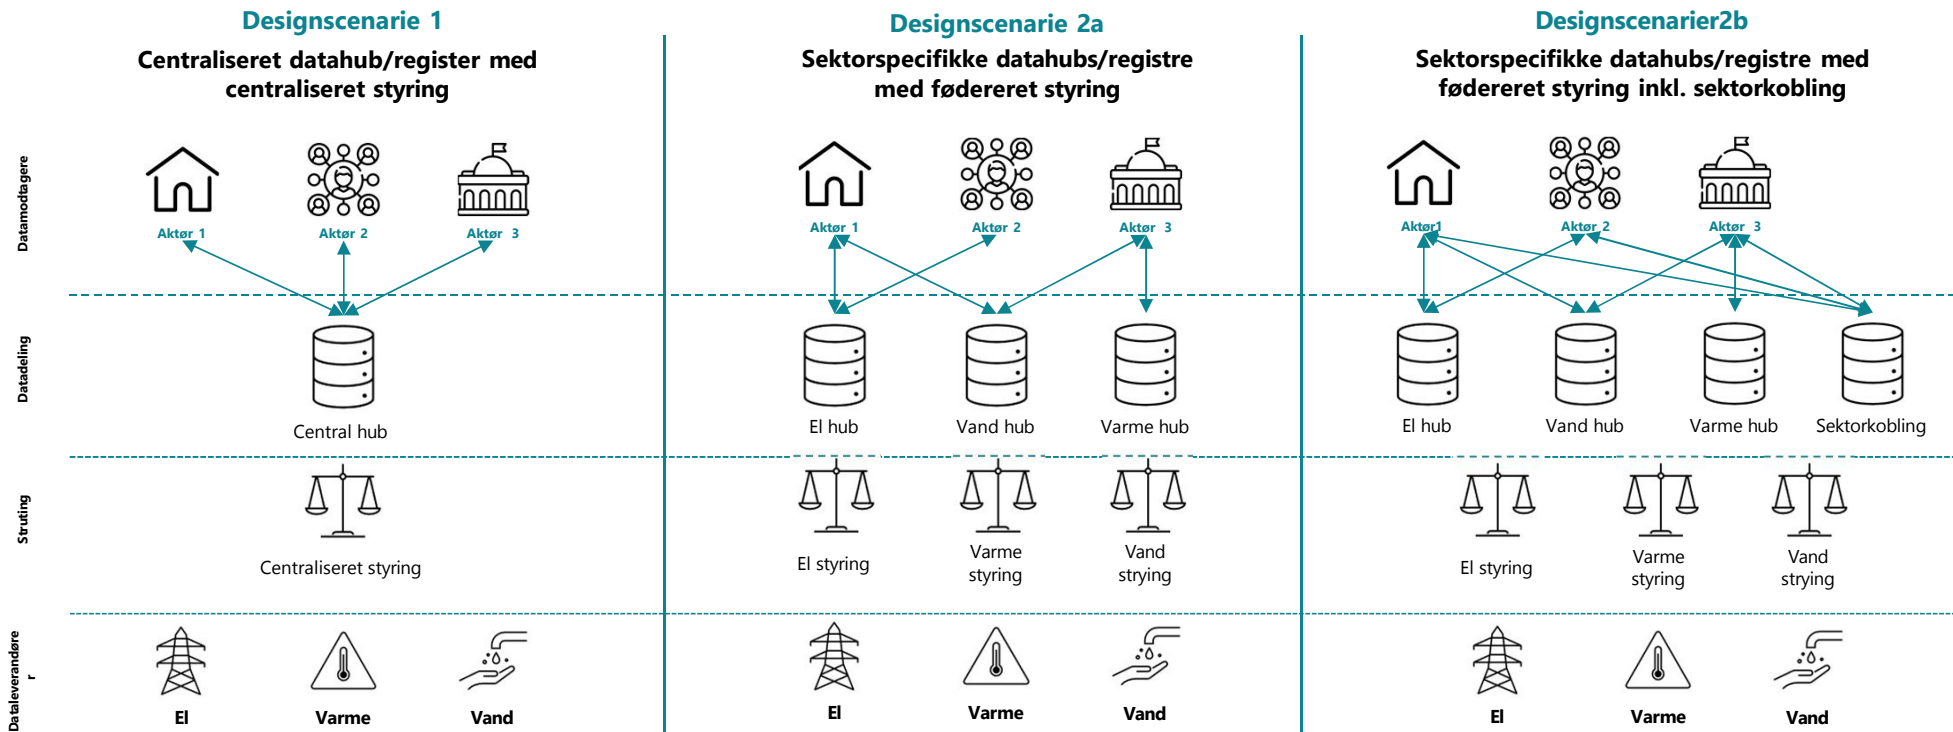 Designscenarie 1
Centraliseret datahub/register med
centraliseret styring
Designscenarie 2a
Sektorspecifikke datahubs/registre
med fødereret styring
Designscenarier2b
Sektorspecifikke datahubs/registre med
fødereret styring inkl. sektorkobling
Datamodtagere
Aktør 1
Aktør 2
Aktør 3
Aktør 1
Aktør 2
Aktør 3
Aktør1
Aktør 2
Aktør 3
Datadeling
Central hub
El hub
Vand hub
Varme hub
El hub
Vand hub
Varme hub
Sektorkobling
Struting
Centraliseret styring
El styring
Varme
styring
Vand
strying
El styring
Varme
styring
Vand
strying
Dataleverandøre
r
El
Varme
Vand
El
Varme
Vand
El
Varme
Vand